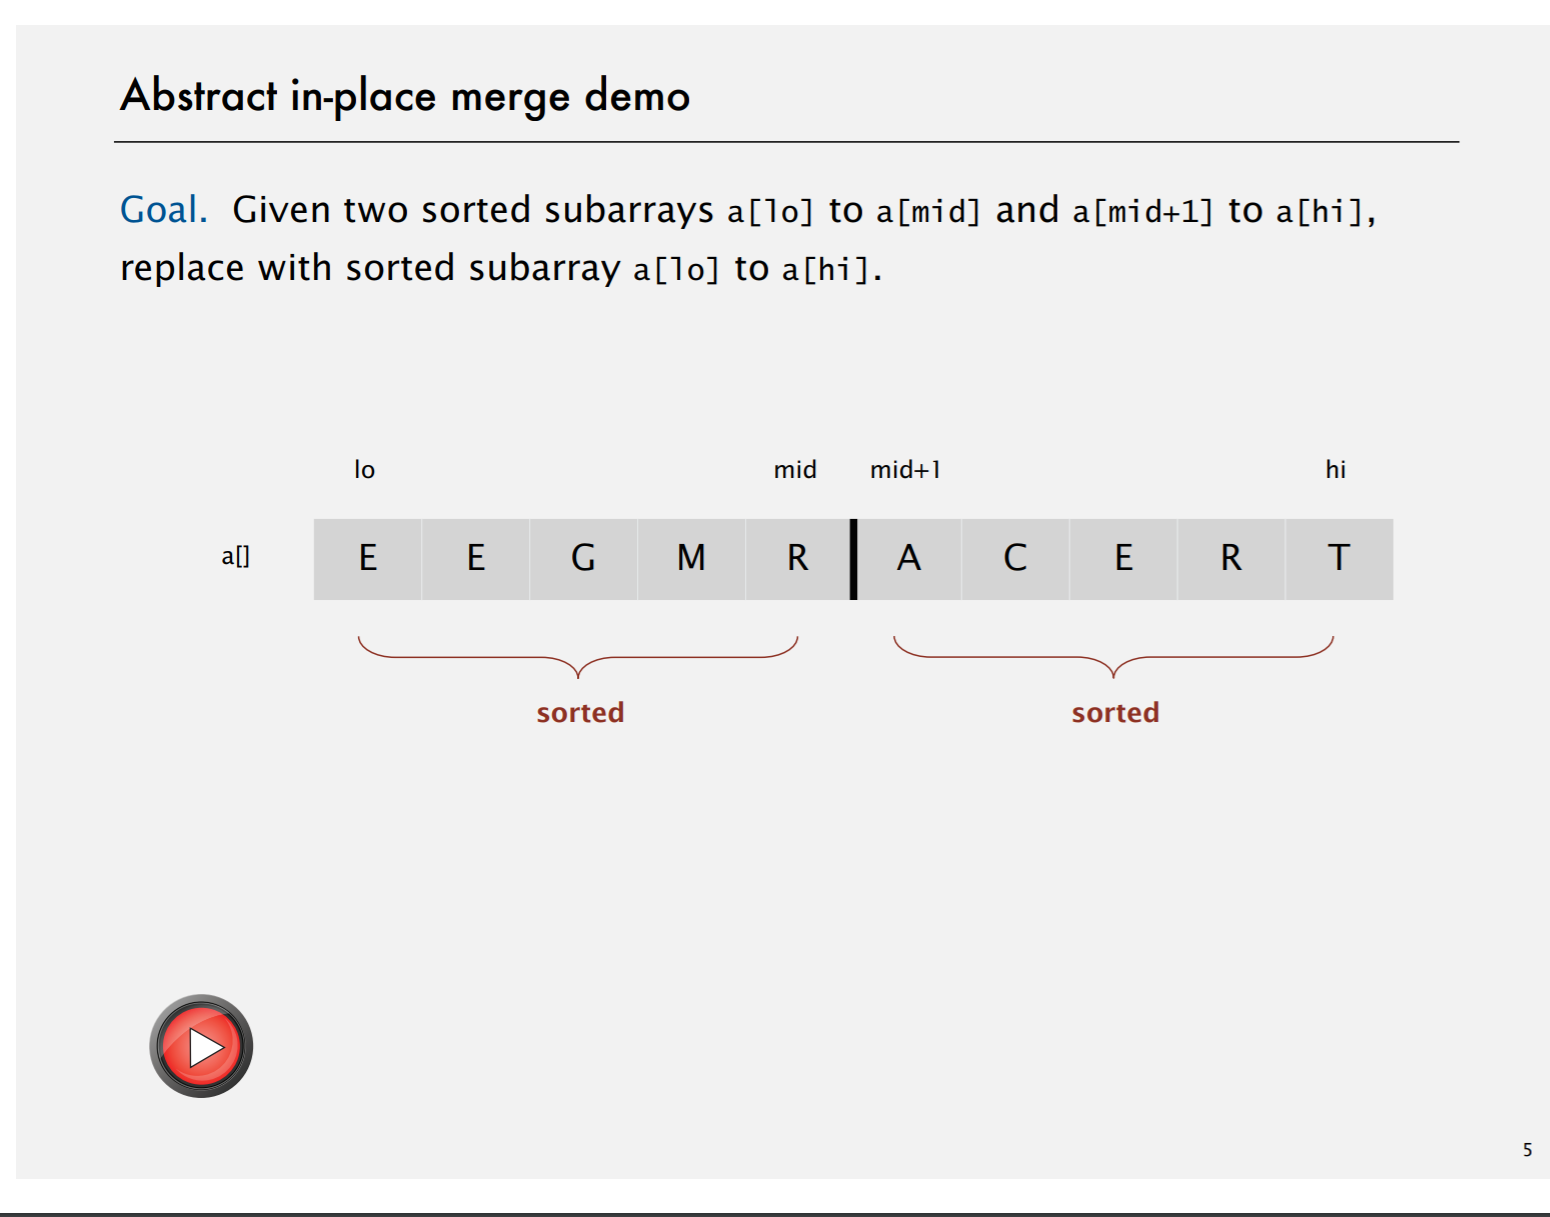 Abstract in-place merge demo
Goal. Given two sorted subarrays a[lo] to a[mid] and a[mid+1] to a[hi],
replace with sorted subarray a[lo] to a[hi].
lo mid mid+1 hi
a[] E E G M R A C E R T
sorted sorted
5